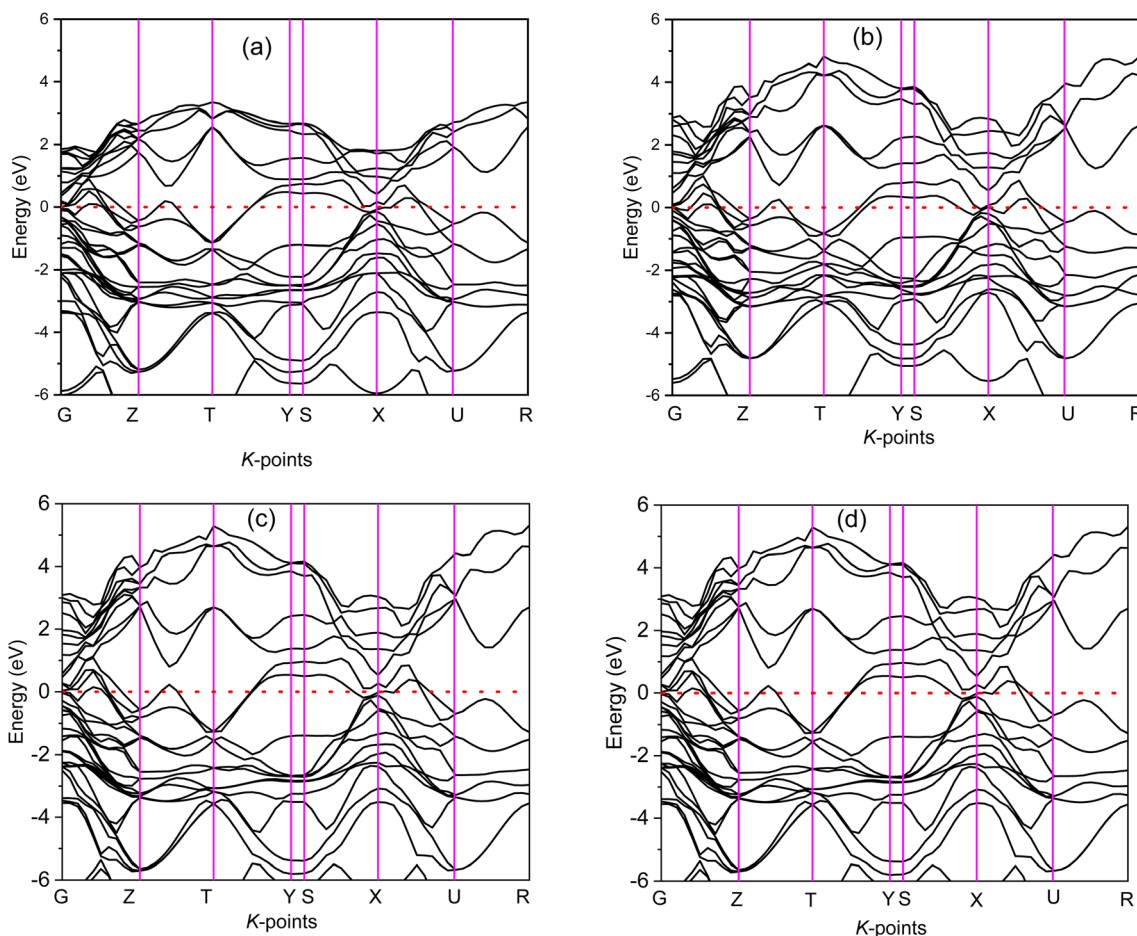 (a)
6
4
2
0
-2
-4
-6
Energy (eV)
G Z T Y S X U R
K-points
(b)
6
4
2
0
-2
-4
-6
Energy (eV)
G Z T Y S X U R
K-points
(c)
6
4
2
0
-2
-4
-6
Energy (eV)
G Z T Y S X U R
K-points
(d)
6
4
2
0
-2
-4
-6
Energy (eV)
G Z T Y S X U R
K-points